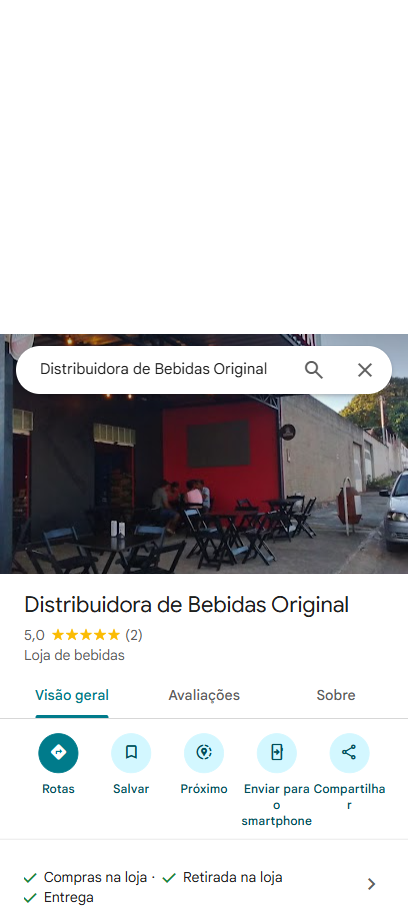 Distribuidora de Bebidas Original
Distribuidora de Bebidas Original
5,0 ★★★★★ (2)
Loja de bebidas
Visão geral Avaliações Sobre
Rotas Salvar Próximo Enviar para o smartphone Compartilhar
Compras na loja · Retirada na loja
Entrega